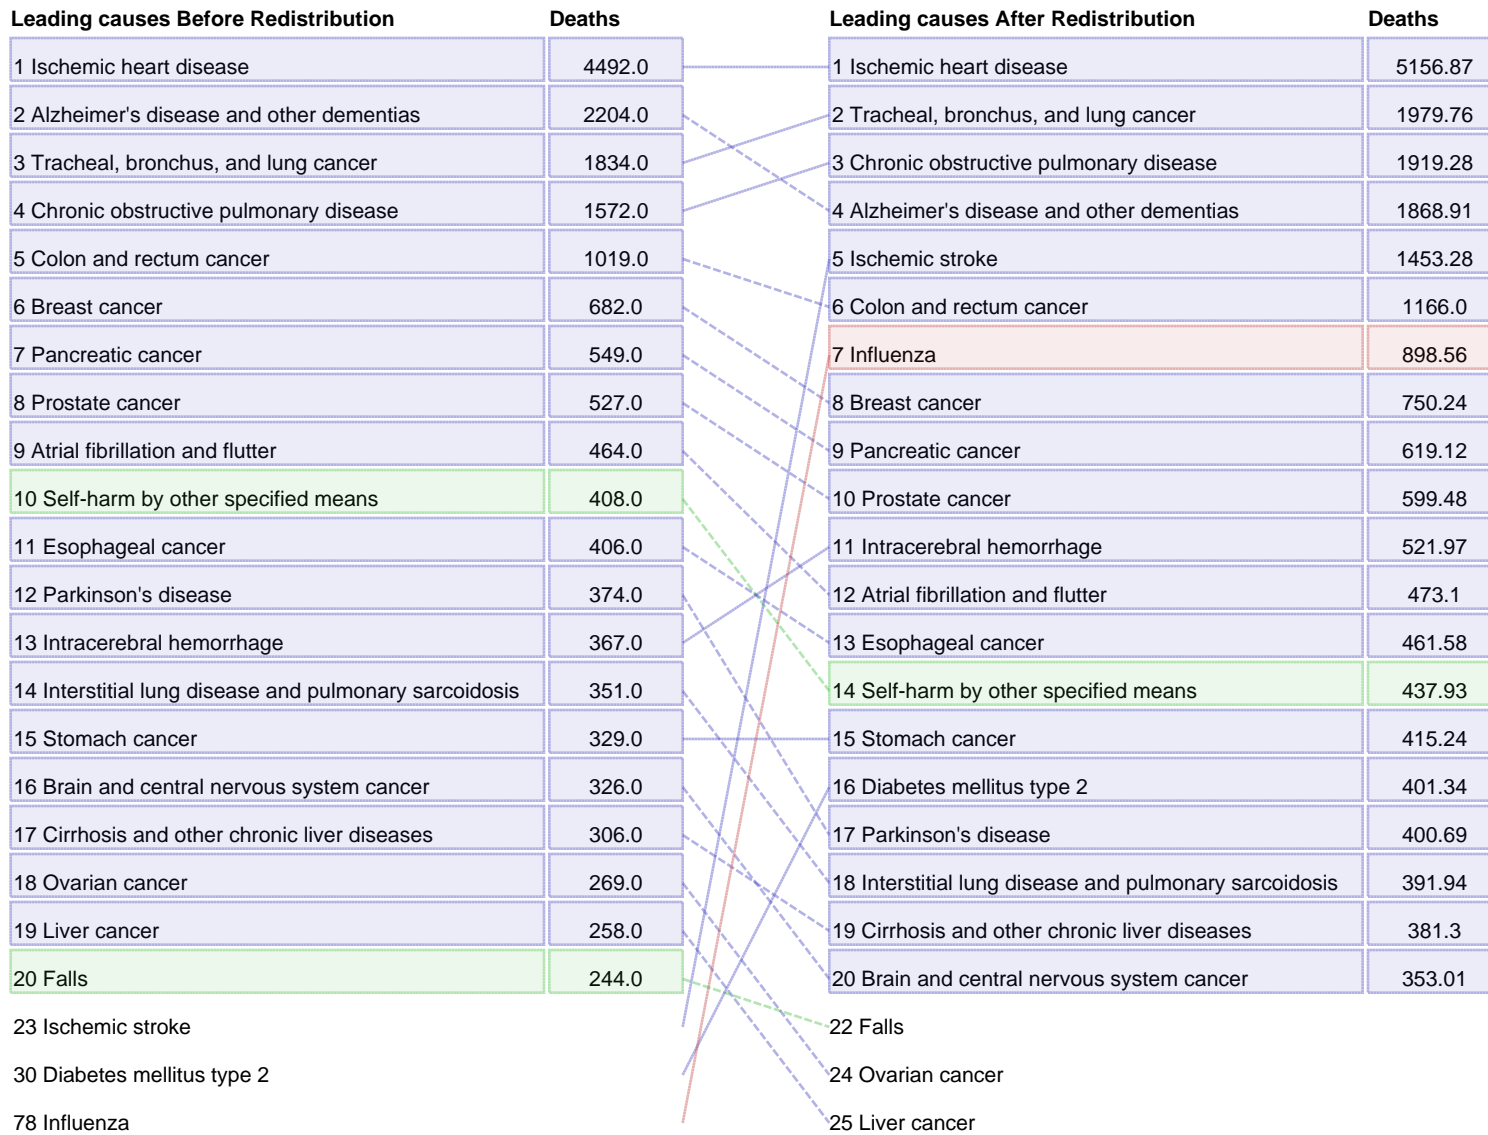 Leading causes Before Redistribution Deaths Leading causes After Redistribution Deaths
1 Ischemic heart disease 4492.0 1 Ischemic heart disease 5156.87
2 Alzheimer's disease and other dementias 2204.0 2 Tracheal, bronchus, and lung cancer 1979.76
3 Tracheal, bronchus, and lung cancer 1834.0 3 Chronic obstructive pulmonary disease 1919.28
4 Chronic obstructive pulmonary disease 1572.0 4 Alzheimer's disease and other dementias 1868.91
5 Colon and rectum cancer 1019.0 5 Ischemic stroke 1453.28
6 Breast cancer 682.0 6 Colon and rectum cancer 1166.0
7 Pancreatic cancer 549.0 7 Influenza 898.56
8 Prostate cancer 527.0 8 Breast cancer 750.24
9 Atrial fibrillation and flutter 464.0 9 Pancreatic cancer 619.12
10 Self-harm by other specified means 408.0 10 Prostate cancer 599.48
11 Esophageal cancer 406.0 11 Intracerebral hemorrhage 521.97
12 Parkinson's disease 374.0 12 Atrial fibrillation and flutter 473.1
13 Intracerebral hemorrhage 367.0 13 Esophageal cancer 461.58
14 Interstitial lung disease and pulmonary sarcoidosis 351.0 14 Self-harm by other specified means 437.93
15 Stomach cancer 329.0 15 Stomach cancer 415.24
16 Brain and central nervous system cancer 326.0 16 Diabetes mellitus type 2 401.34
17 Cirrhosis and other chronic liver diseases 306.0 17 Parkinson's disease 400.69
18 Ovarian cancer 269.0 18 Interstitial lung disease and pulmonary sarcoidosis 391.94
19 Liver cancer 258.0 19 Cirrhosis and other chronic liver diseases 381.3
20 Falls 244.0 20 Brain and central nervous system cancer 353.01
23 Ischemic stroke 22 Falls
30 Diabetes mellitus type 2 24 Ovarian cancer
78 Influenza 25 Liver cancer